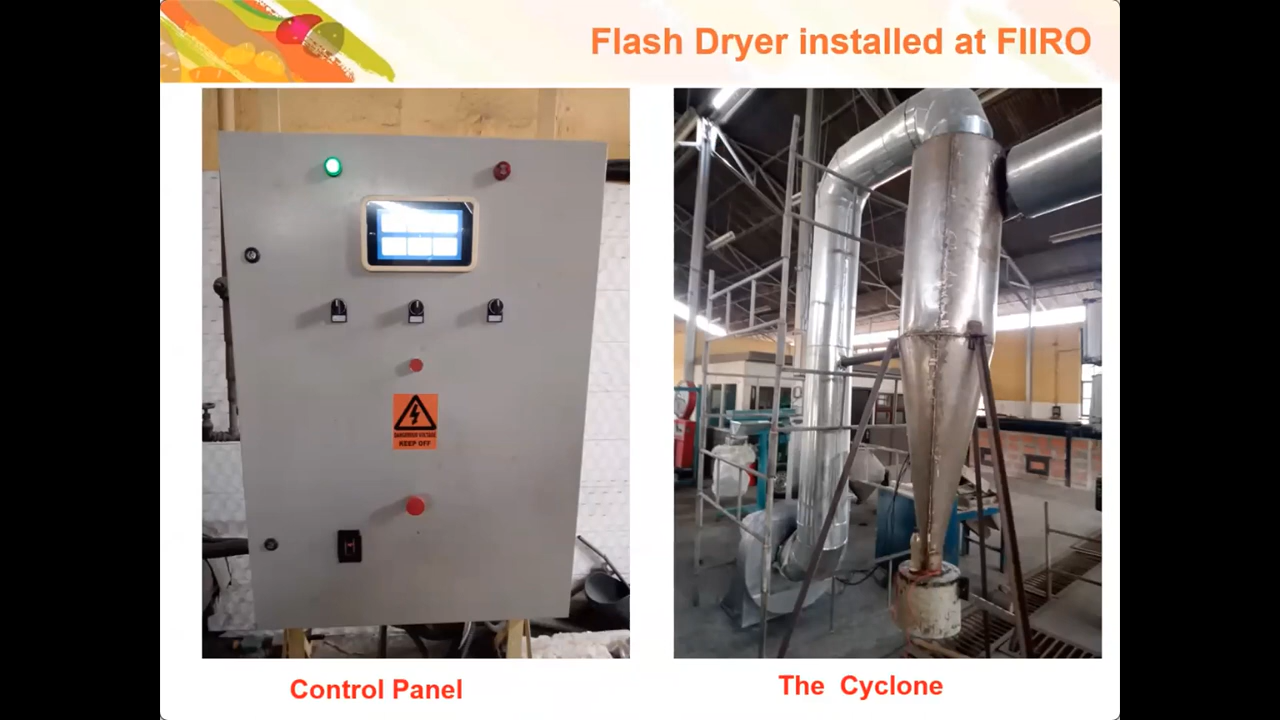 Flash Dryer installed at FIIRO
KEEP OFF
Control Panel
The Cyclone